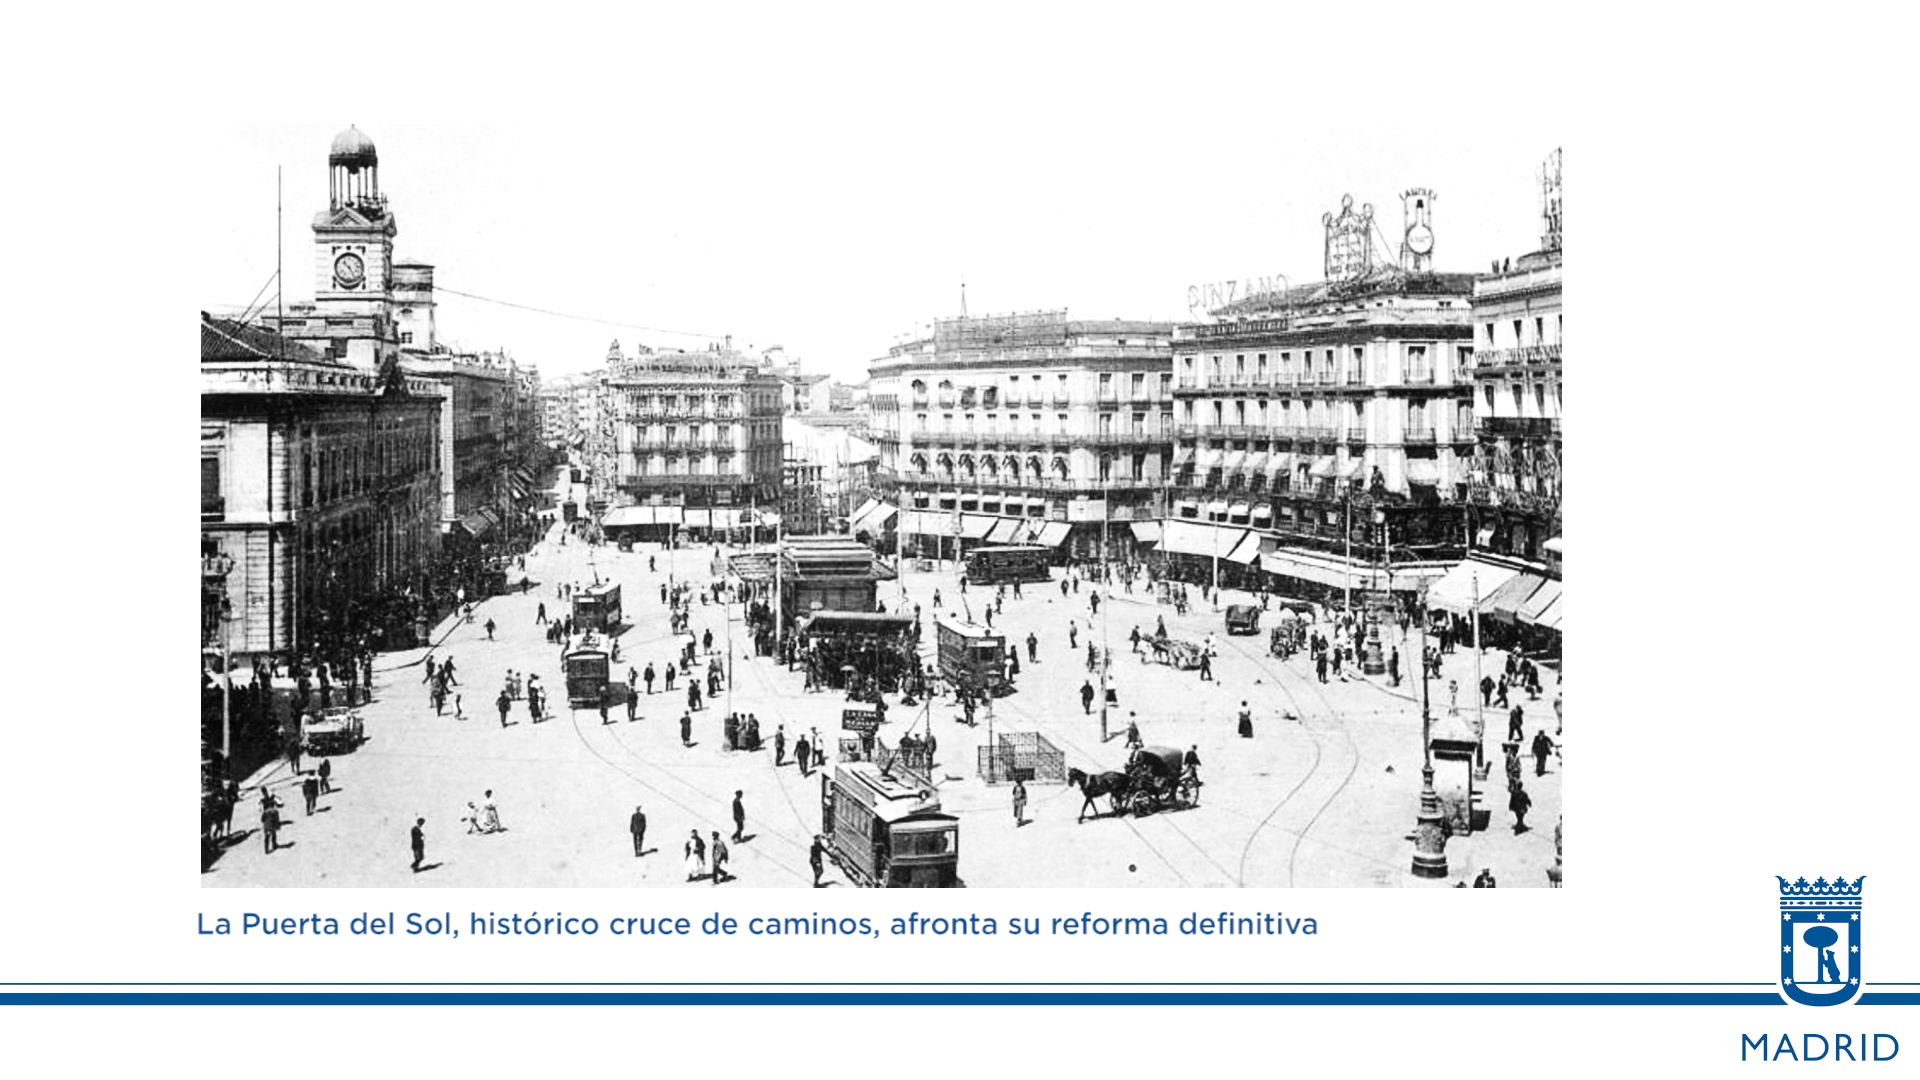 CINZANO
La Puerta del Sol, histórico cruce de caminos, afronta su reforma definitiva
MADRID